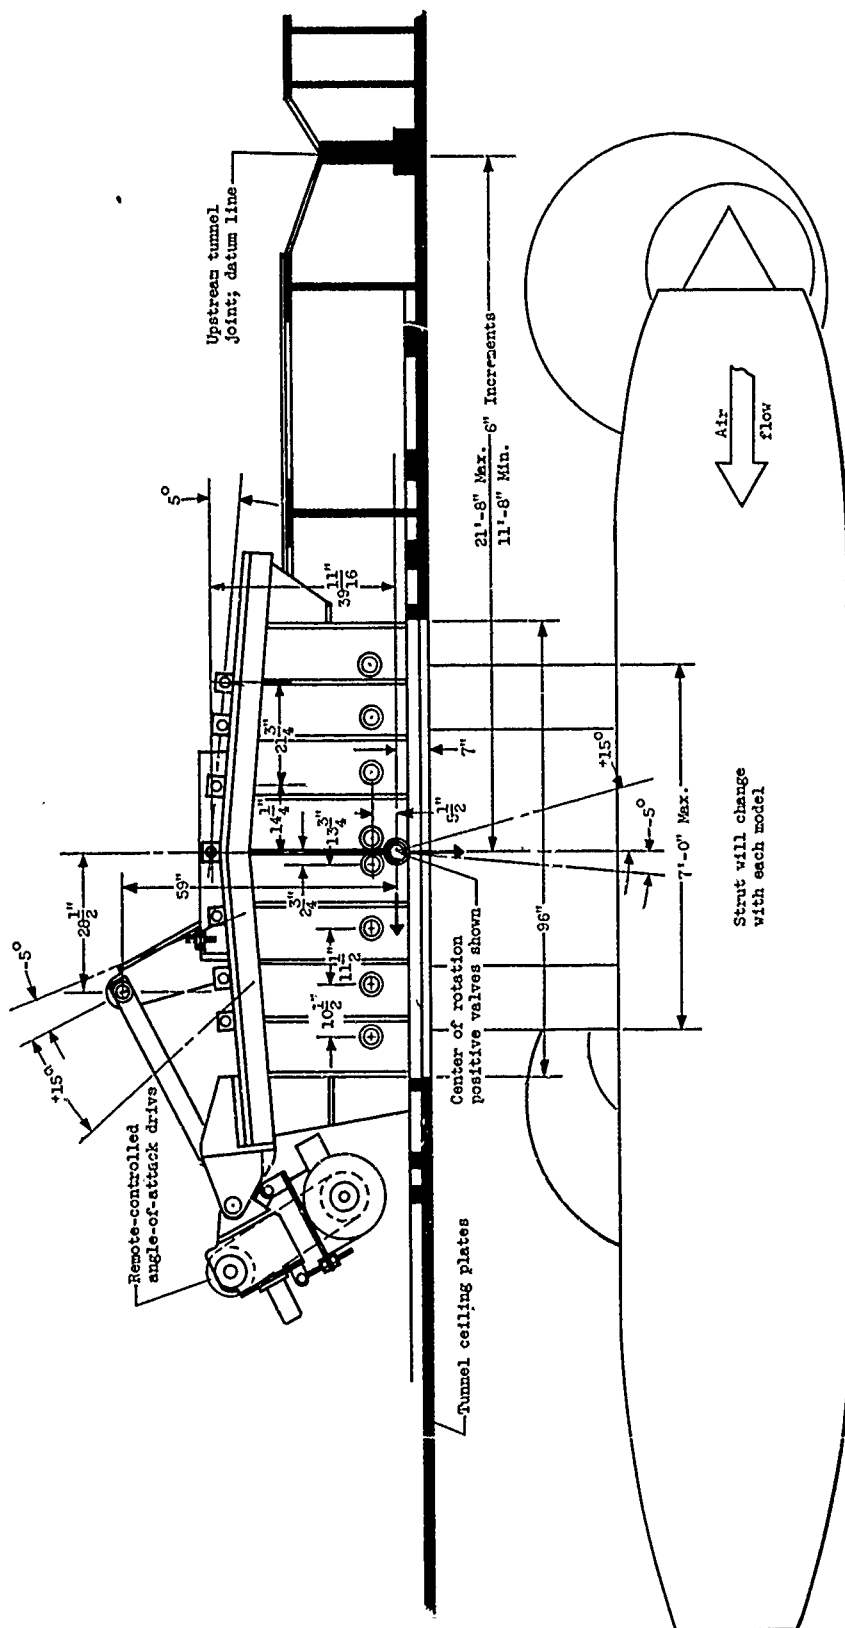 Upstream tunnel
joint; datum line
5°
39 11/16"
21'-8" Max.
11'-8" Min.
6" Increments
Air
flow
21 3/4"
14 1/4"
13 3/4"
2 3/4"
11 1/2"
10 1/2"
5 1/2"
7"
59"
28 1/2"
-5°
+15°
96"
+15°
-5°
7'-0" Max.
Center of rotation
positive valves shown
Strut will change
with each model
Remote-controlled
angle-of-attack drive
Tunnel ceiling plates